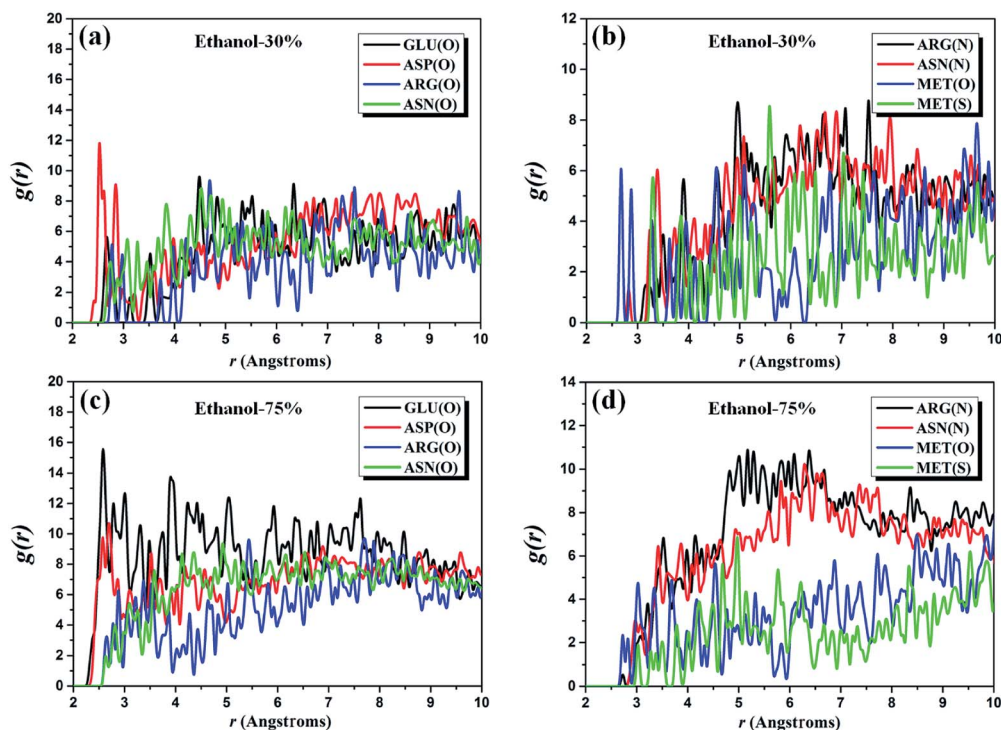 (a) Ethanol-30%
GLU(O)
ASP(O)
ARG(O)
ASN(O)
g(r)
20
18
16
14
12
10
8
6
4
2
0
2 3 4 5 6 7 8 9 10
r (Angstroms)
(b) Ethanol-30%
ARG(N)
ASN(N)
MET(O)
MET(S)
g(r)
12
10
8
6
4
2
0
2 3 4 5 6 7 8 9 10
r (Angstroms)
(c) Ethanol-75%
GLU(O)
ASP(O)
ARG(O)
ASN(O)
g(r)
20
18
16
14
12
10
8
6
4
2
0
2 3 4 5 6 7 8 9 10
r (Angstroms)
(d) Ethanol-75%
ARG(N)
ASN(N)
MET(O)
MET(S)
g(r)
14
12
10
8
6
4
2
0
2 3 4 5 6 7 8 9 10
r (Angstroms)